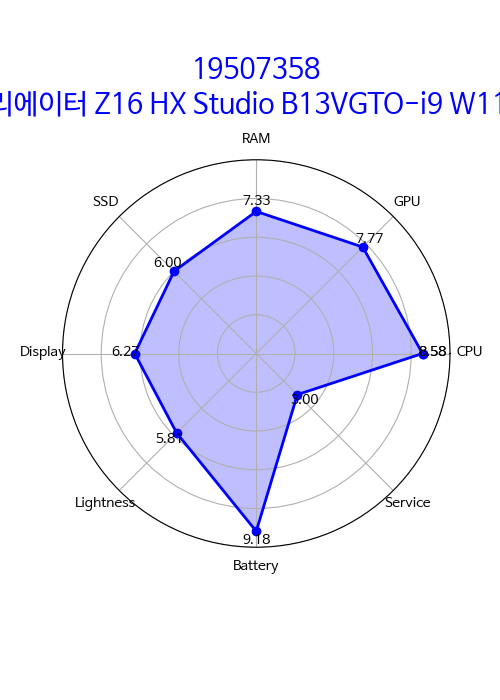 19507358
리에이터 Z16 HX Studio B13VGTO-i9 W11
RAM
7.33
SSD
GPU
7.77
6.00
Display
6.27
8.58
CPU
3.00
5.81
Lightness
Service
9.18
Battery